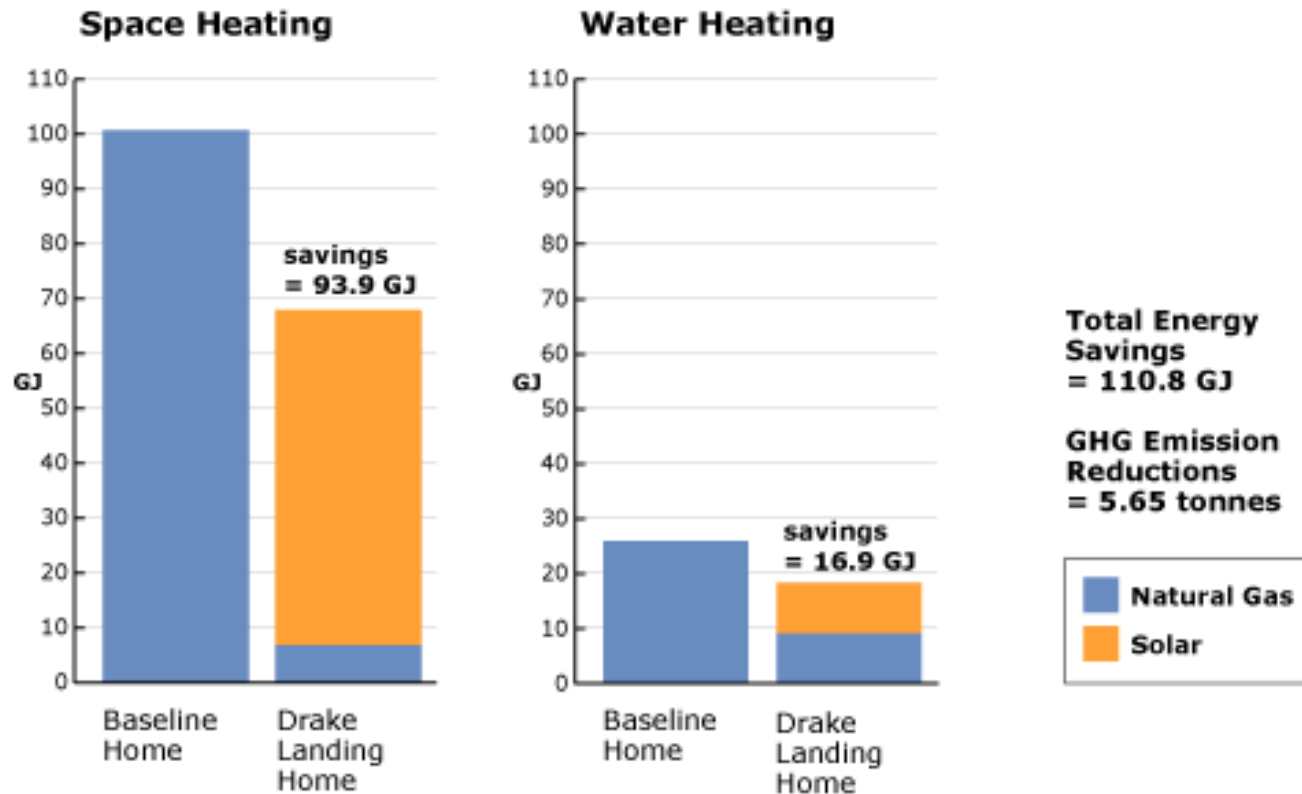 Space Heating
110
100
90
80
70
60
50
40
30
20
10
0
GJ
savings
= 93.9 GJ
Baseline
Home
Drake
Landing
Home
Water Heating
110
100
90
80
70
60
50
40
30
20
10
0
GJ
savings
= 16.9 GJ
Baseline
Home
Drake
Landing
Home
Total Energy
Savings
= 110.8 GJ
GHG Emission
Reductions
= 5.65 tonnes
Natural Gas
Solar